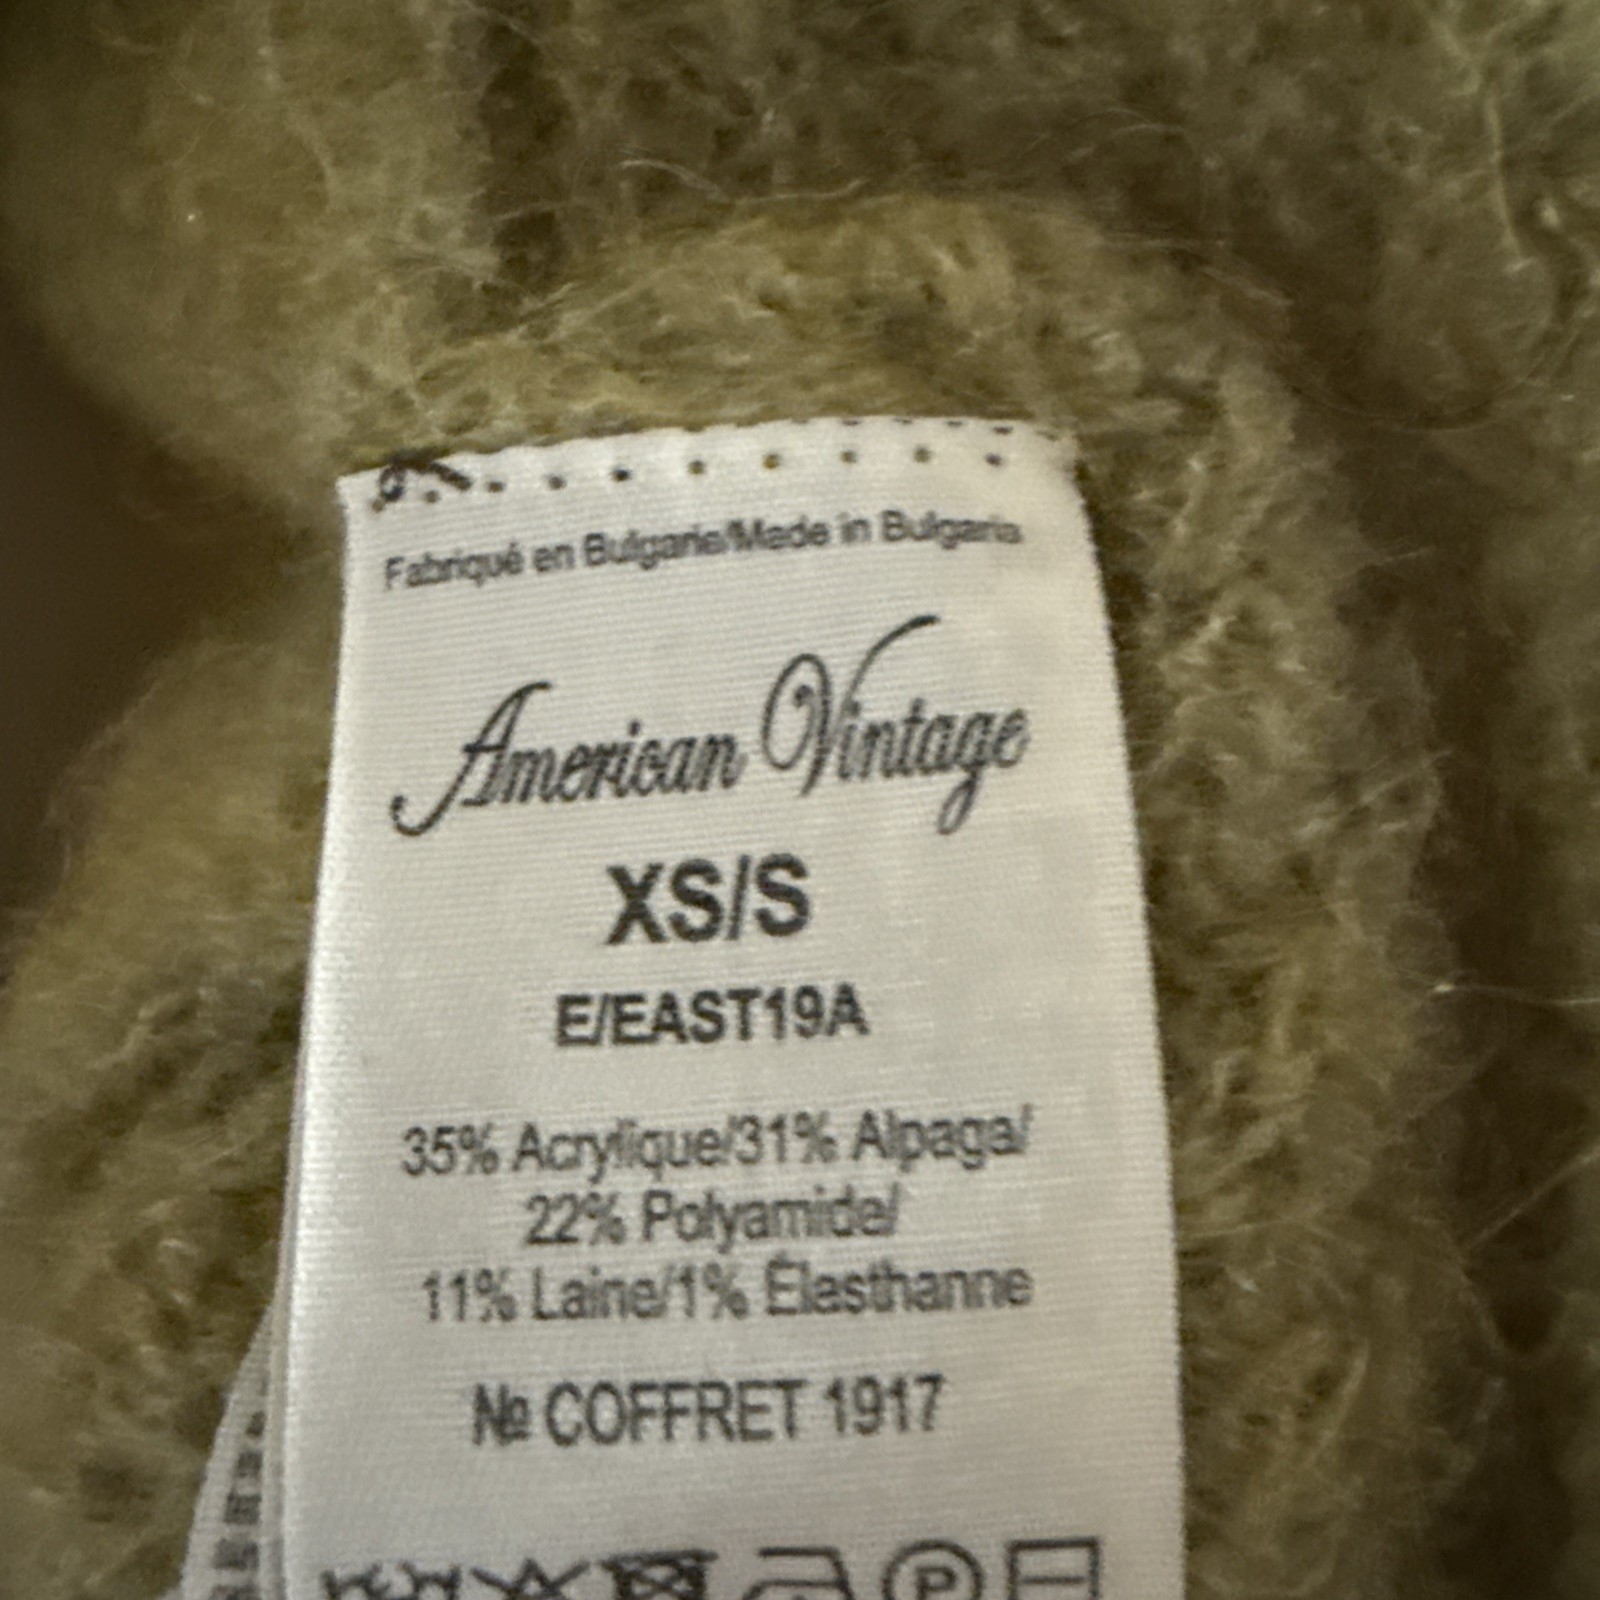 Fabriqué en Bulgarie/Made in Bulgaria
American Vintage
XS/S
E/EAST19A
35% Acrylique/31% Alpaga/
22% Polyamide/
11% Laine/1% Élasthanne
№ COFFRET 1917
P